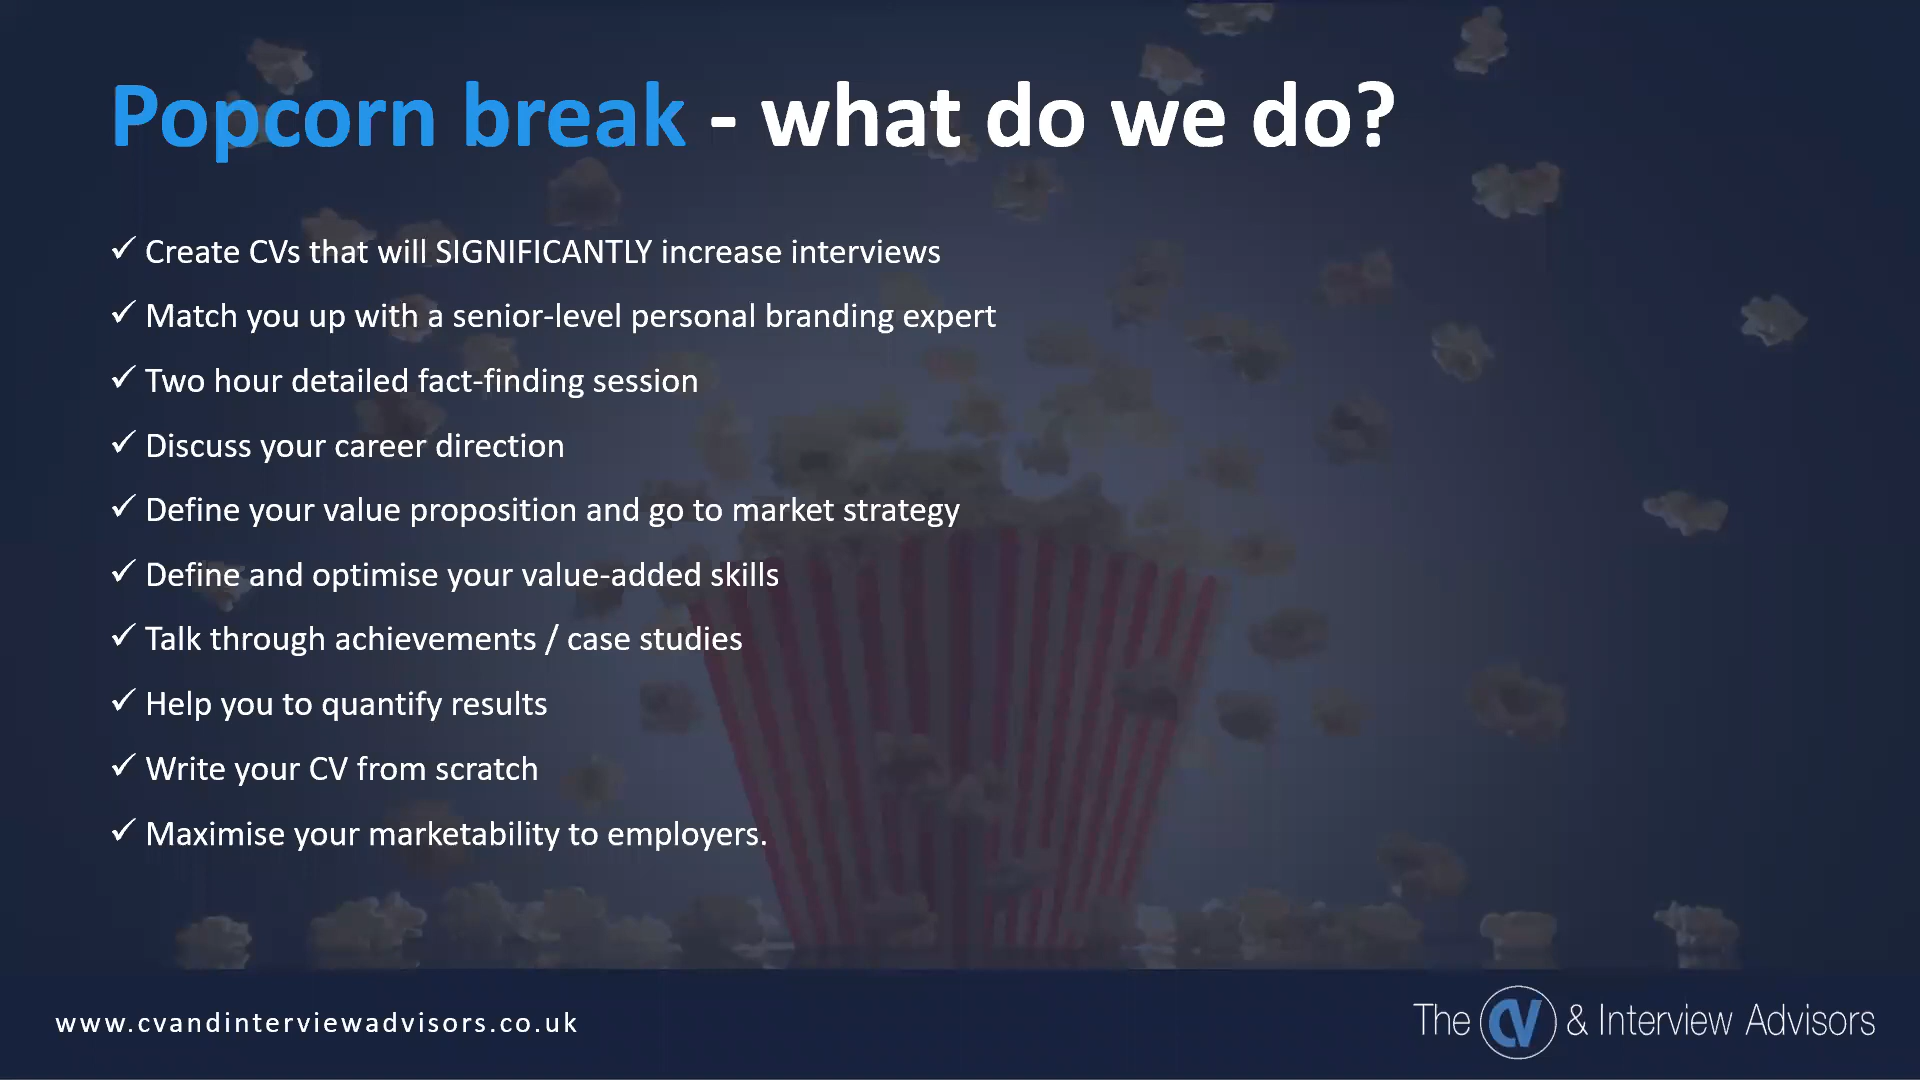 Popcorn break - what do we do?
✓ Create CVs that will SIGNIFICANTLY increase interviews
✓ Match you up with a senior-level personal branding expert
✓ Two hour detailed fact-finding session
✓ Discuss your career direction
✓ Define your value proposition and go to market strategy
✓ Define and optimise your value-added skills
✓ Talk through achievements / case studies
✓ Help you to quantify results
✓ Write your CV from scratch
✓ Maximise your marketability to employers.
www.cvandinterviewadvisors.co.uk
The CV & Interview Advisors